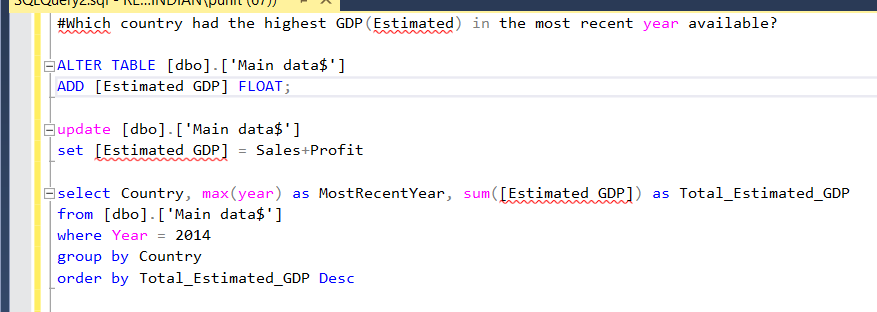 SQLQuery2.sql - RE...INDIAN\punit (67))*
#Which country had the highest GDP(Estimated) in the most recent year available?
ALTER TABLE [dbo].['Main data$']
ADD [Estimated GDP] FLOAT;
update [dbo].['Main data$']
set [Estimated GDP] = Sales+Profit
select Country, max(year) as MostRecentYear, sum([Estimated GDP]) as Total_Estimated_GDP
from [dbo].['Main data$']
where Year = 2014
group by Country
order by Total_Estimated_GDP Desc